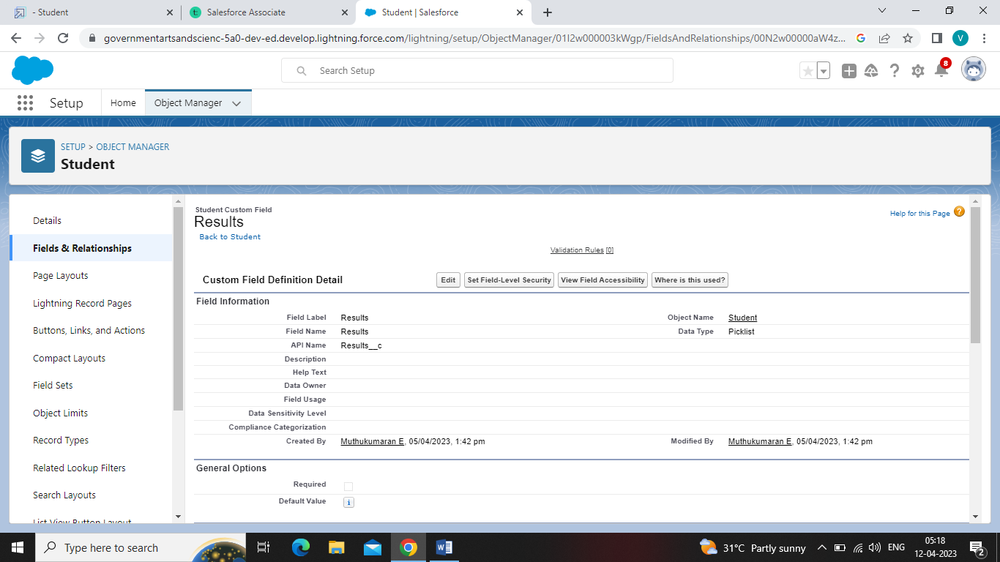 - Student
Salesforce Associate
Student | Salesforce
governmentartsandscienc-5a0-dev-ed.develop.lightning.force.com/lightning/setup/ObjectManager/01I2w000003kWgp/FieldsAndRelationships/00N2w00000aW4z...
V
Search Setup
8
Setup
Home
Object Manager
SETUP > OBJECT MANAGER
Student
Details
Fields & Relationships
Page Layouts
Lightning Record Pages
Buttons, Links, and Actions
Compact Layouts
Field Sets
Object Limits
Record Types
Related Lookup Filters
Search Layouts
List View Button Layout
Student Custom Field
Results
Help for this Page
Back to Student
Validation Rules [0]
Custom Field Definition Detail
Edit
Set Field-Level Security
View Field Accessibility
Where is this used?
Field Information
Field Label Results Object Name Student
Field Name Results Data Type Picklist
API Name Results__c
Description
Help Text
Data Owner
Field Usage
Data Sensitivity Level
Compliance Categorization
Created By Muthukumaran E, 05/04/2023, 1:42 pm Modified By Muthukumaran E, 05/04/2023, 1:42 pm
General Options
Required
Default Value
Type here to search
31°C Partly sunny
ENG
05:18
12-04-2023
2